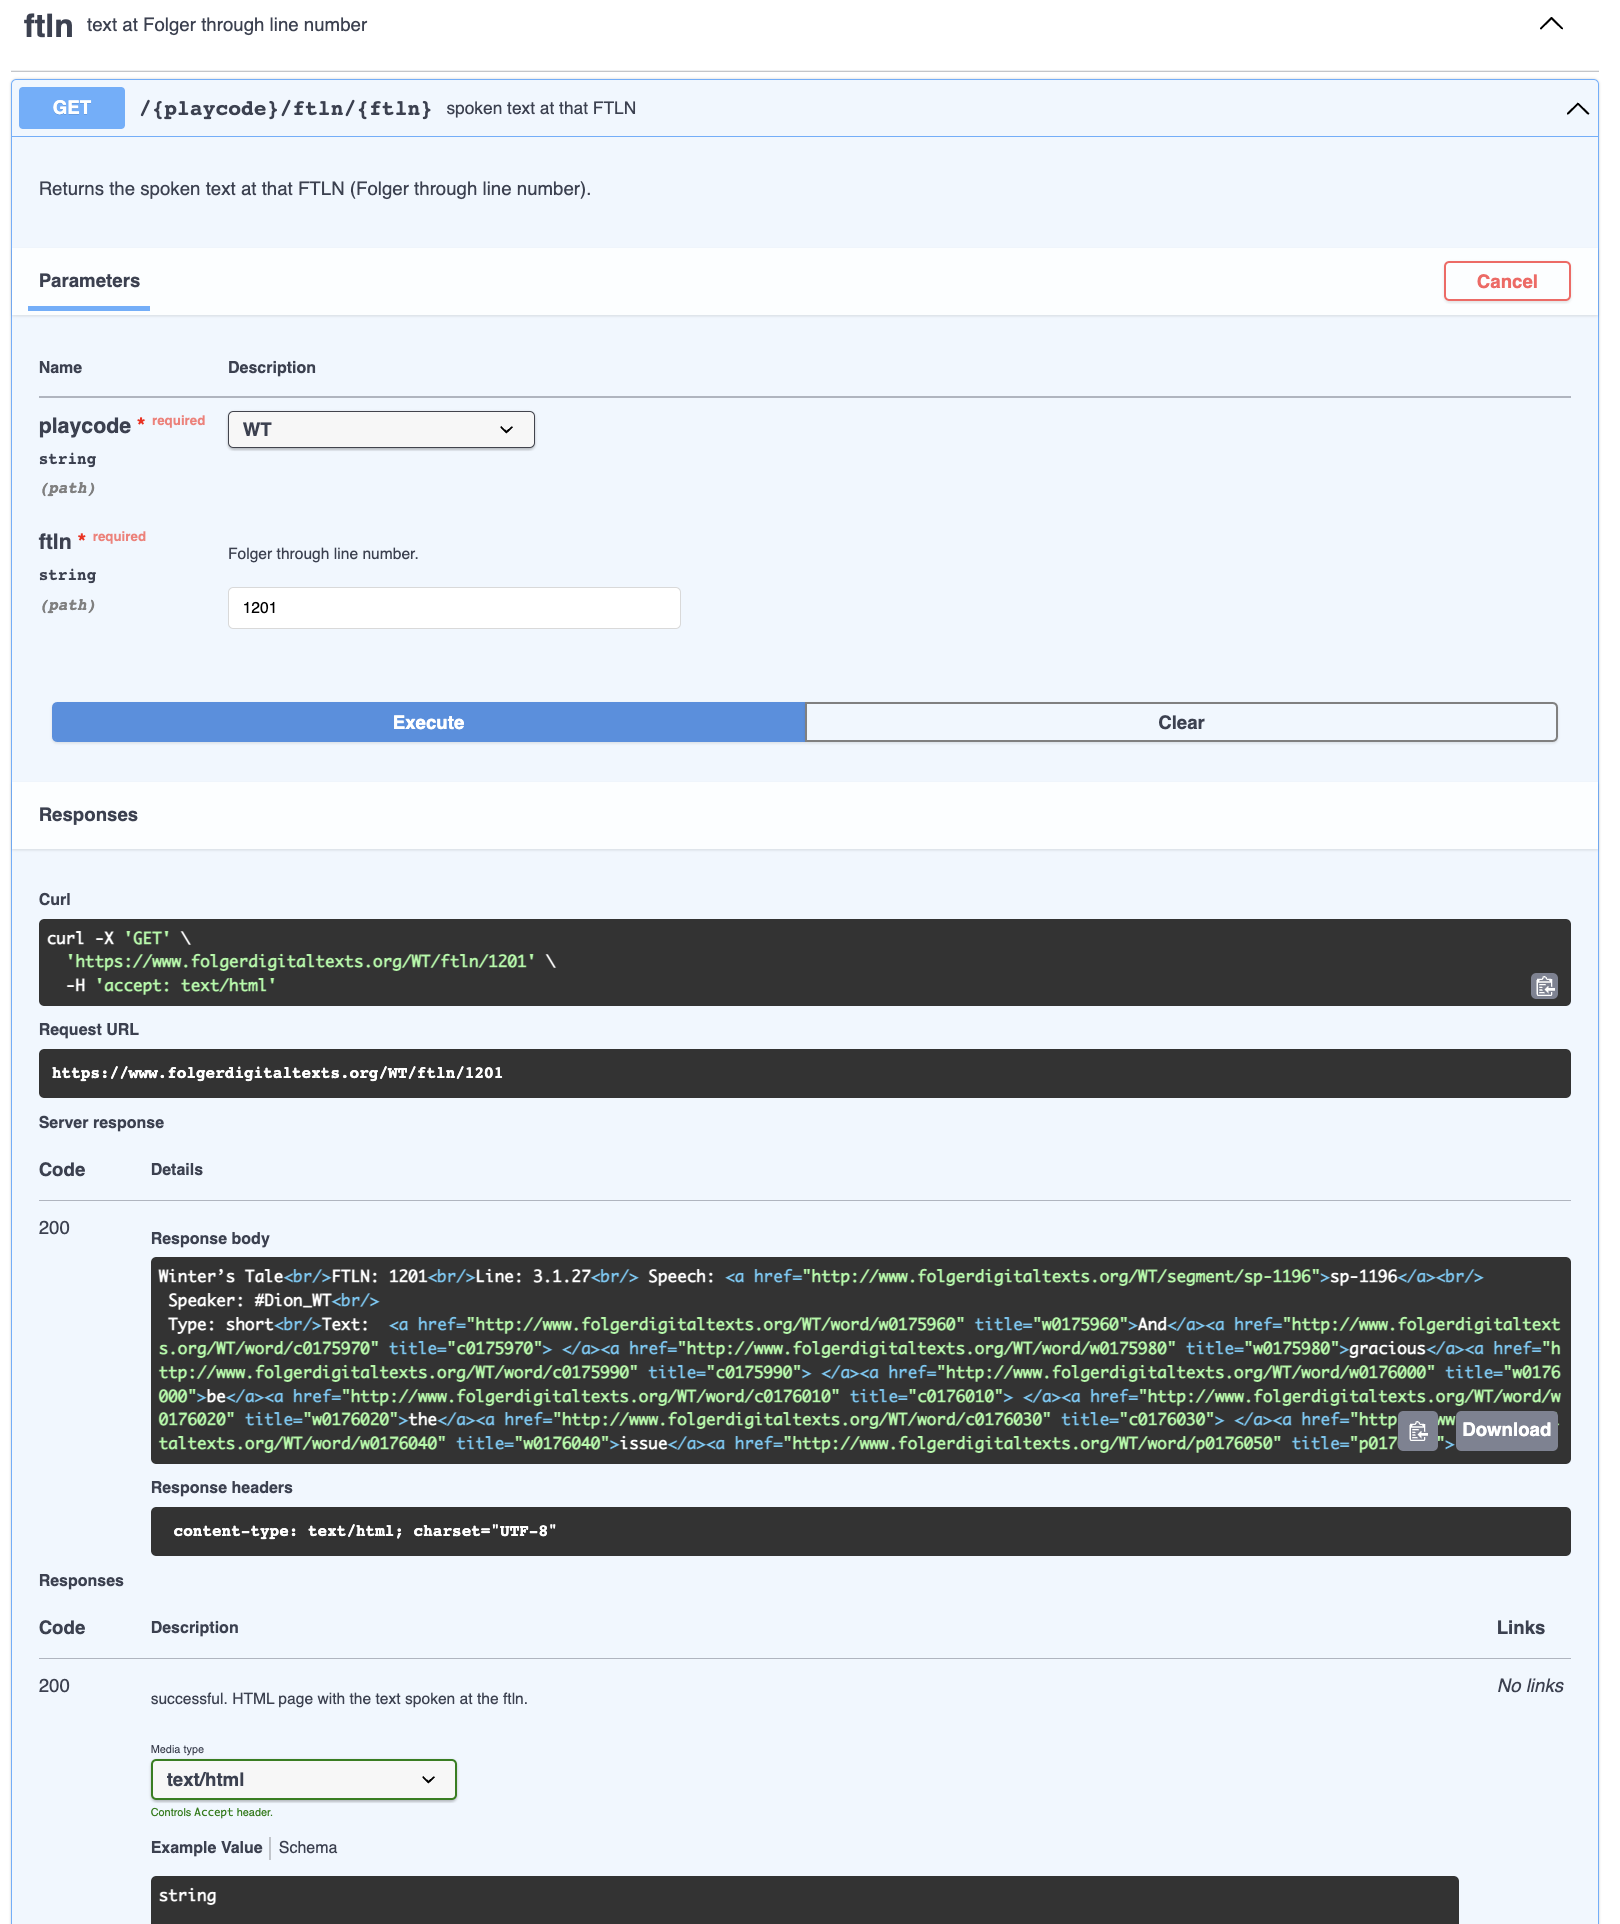 ftln text at Folger through line number
GET /{playcode}/ftln/{ftln} spoken text at that FTLN
Returns the spoken text at that FTLN (Folger through line number).
Parameters
Cancel
Name Description
playcode * required
WT
string
(path)
ftln * required
Folger through line number.
string
1201
(path)
Execute Clear
Responses
Curl
curl -X 'GET' \
'https://www.folgerdigitaltexts.org/WT/ftln/1201' \
-H 'accept: text/html'
Request URL
https://www.folgerdigitaltexts.org/WT/ftln/1201
Server response
Code Details
200
Response body
Winter’s Tale<br/>FTLN: 1201<br/>Line: 3.1.27<br/> Speech: <a href="http://www.folgerdigitaltexts.org/WT/segment/sp-1196">sp-1196</a><br/>
Speaker: #Dion_WT<br/>
Type: short<br/>Text:  <a href="http://www.folgerdigitaltexts.org/WT/word/w0175960" title="w0175960">And</a><a href="http://www.folgerdigitaltext
s.org/WT/word/c0175970" title="c0175970"> </a><a href="http://www.folgerdigitaltexts.org/WT/word/w0175980" title="w0175980">gracious</a><a href="h
ttp://www.folgerdigitaltexts.org/WT/word/c0175990" title="c0175990"> </a><a href="http://www.folgerdigitaltexts.org/WT/word/w0176000" title="w0176
000">be</a><a href="http://www.folgerdigitaltexts.org/WT/word/c0176010" title="c0176010"> </a><a href="http://www.folgerdigitaltexts.org/WT/word/w
0176020" title="w0176020">the</a><a href="http://www.folgerdigitaltexts.org/WT/word/c0176030" title="c0176030"> </a><a href="http
taltexts.org/WT/word/w0176040" title="w0176040">issue</a><a href="http://www.folgerdigitaltexts.org/WT/word/p0176050" title="p017 ">
Download
Response headers
content-type: text/html; charset="UTF-8"
Responses
Code Description Links
200
successful. HTML page with the text spoken at the ftln.
No links
Media type
text/html
Controls Accept header.
Example Value Schema
string